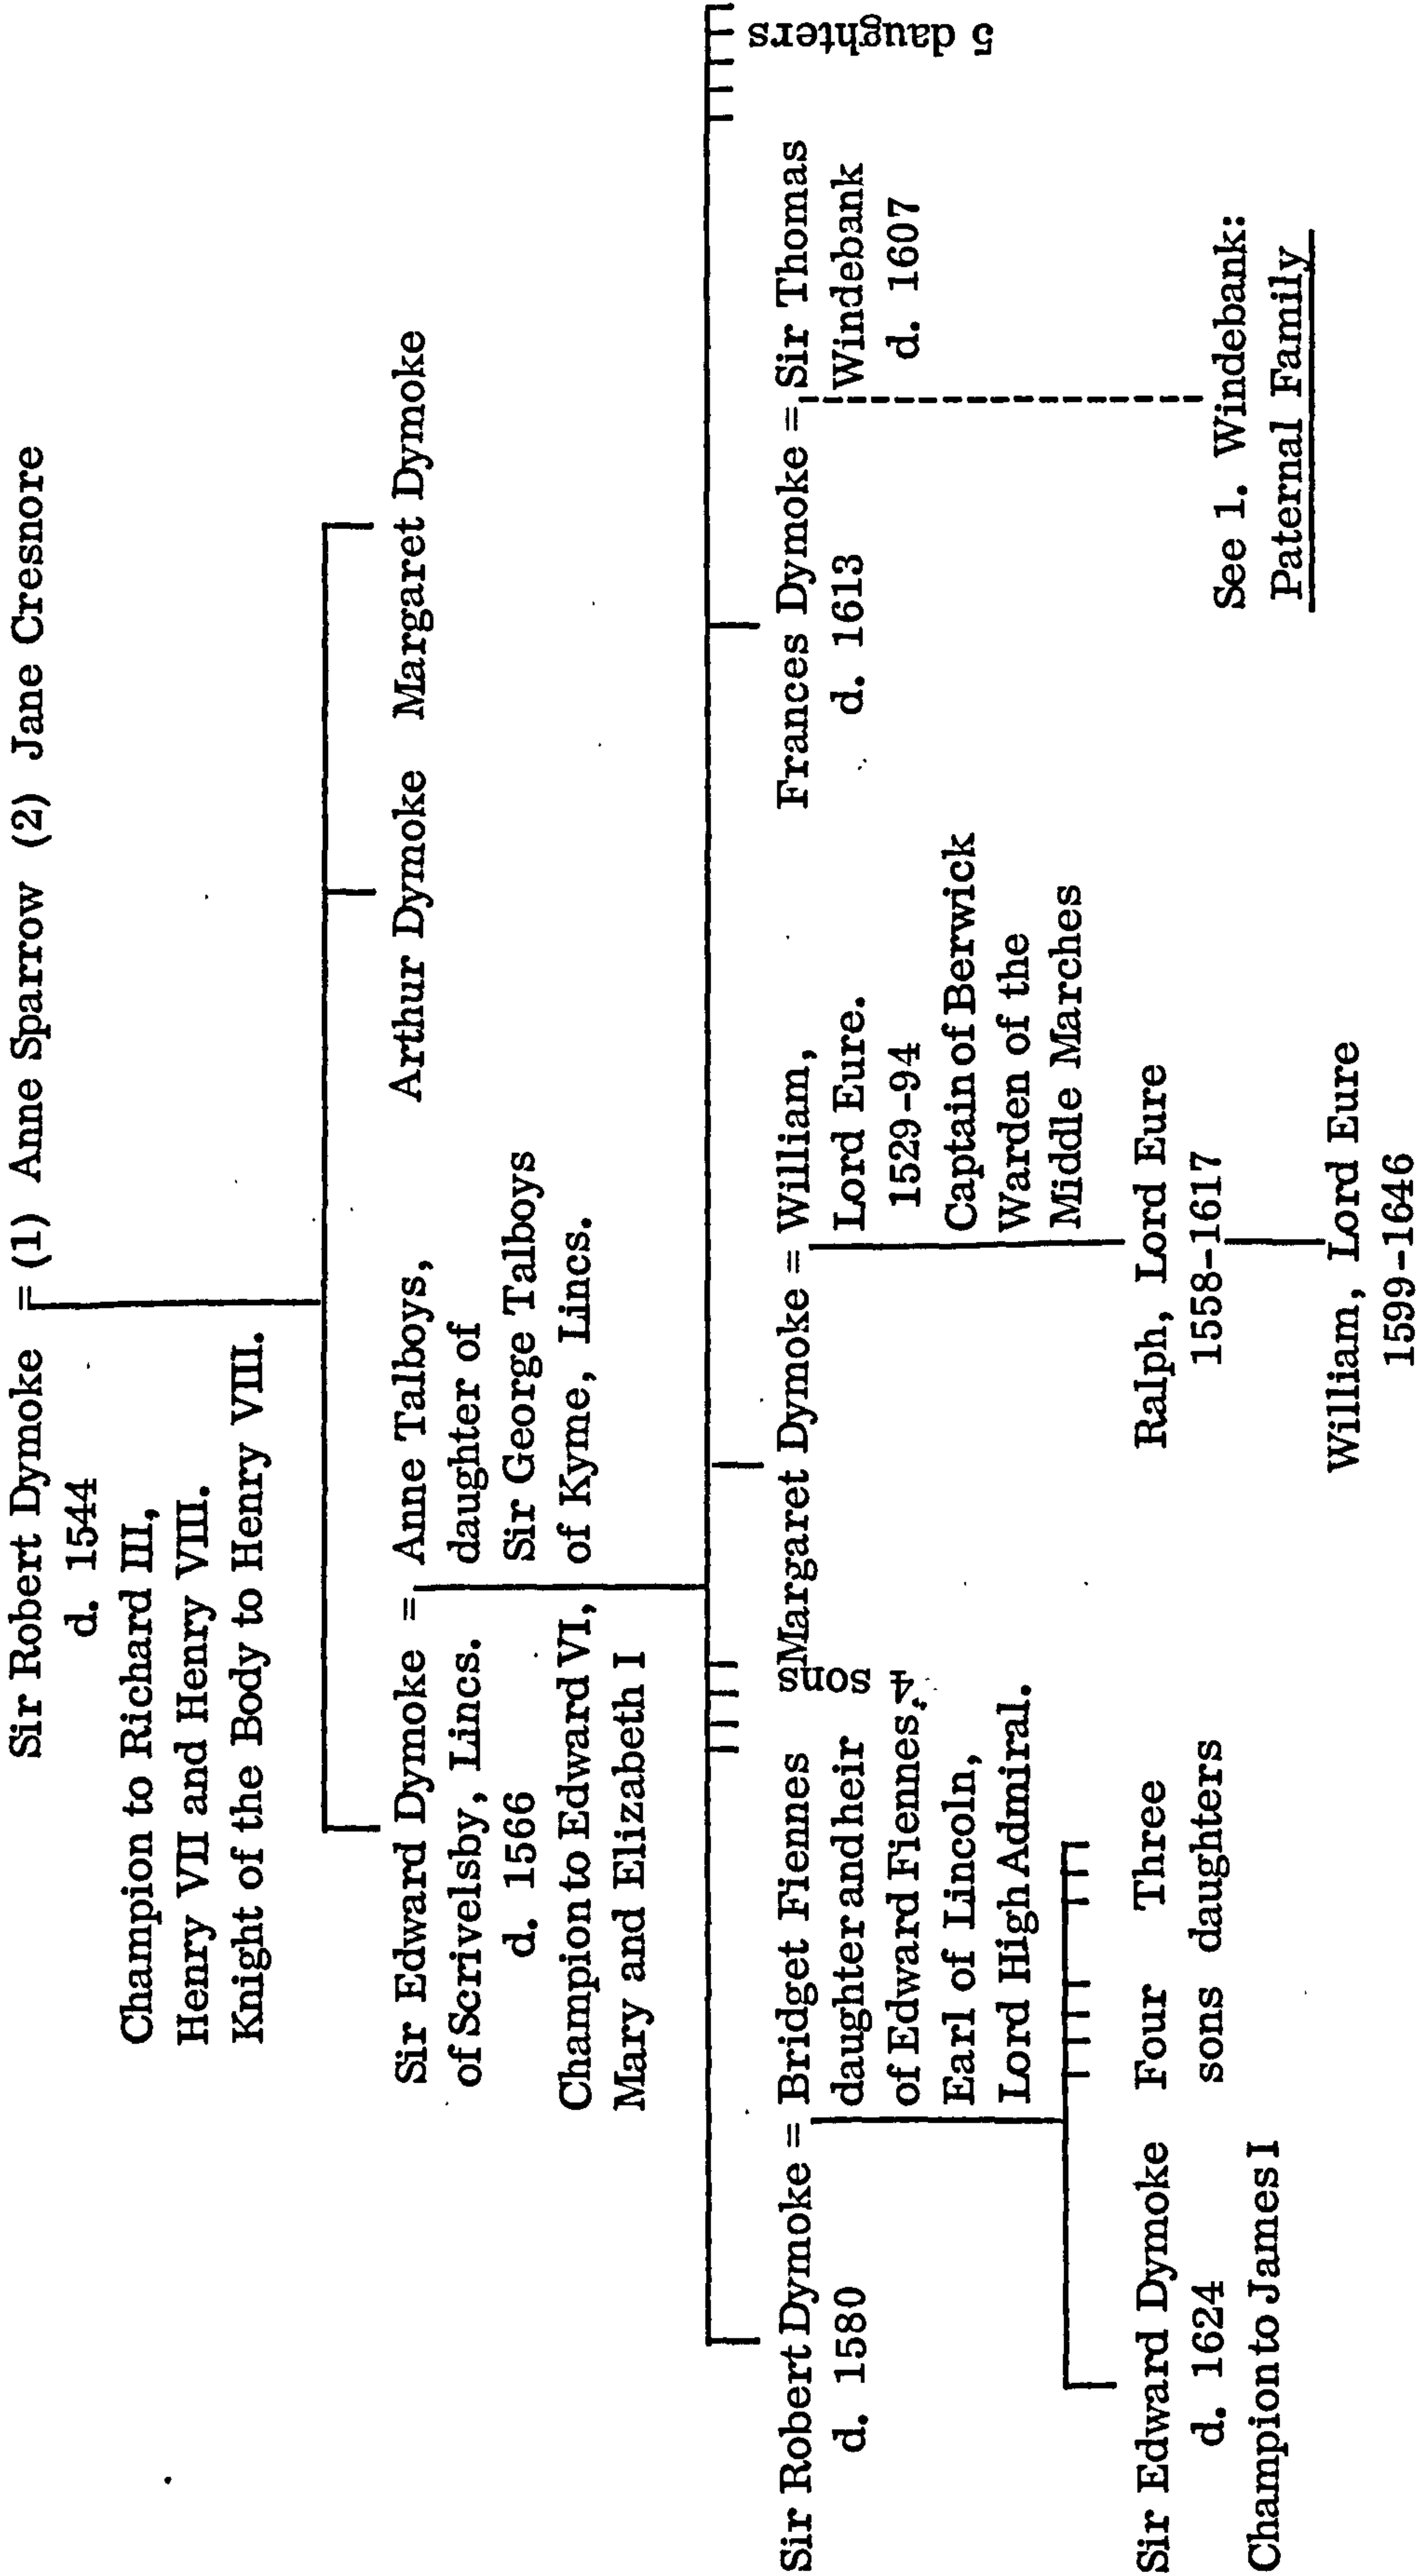 Sir Robert Dymoke = (1) Anne Sparrow (2) Jane Cresnore
d. 1544
Champion to Richard III,
Henry VII and Henry VIII.
Knight of the Body to Henry VIII.
Sir Edward Dymoke =
of Scrivelsby, Lincs.
d. 1566
Champion to Edward VI,
Mary and Elizabeth I
Anne Talboys,
daughter of
Sir George Talboys
of Kyme, Lincs.
Arthur Dymoke
Margaret Dymoke
Sir Robert Dymoke =
d. 1580
Bridget Fiennes
daughter and heir
of Edward Fiennes,
Earl of Lincoln,
Lord High Admiral.
4
sons
Margaret Dymoke =
William,
Lord Eure.
1529-94
Captain of Berwick
Warden of the
Middle Marches
Frances Dymoke =
d. 1613
Sir Thomas
Windebank
d. 1607
5 daughters
Sir Edward Dymoke
d. 1624
Champion to James I
Four
sons
Three
daughters
Ralph, Lord Eure
1558-1617
William, Lord Eure
1599-1646
See 1. Windebank:
Paternal Family